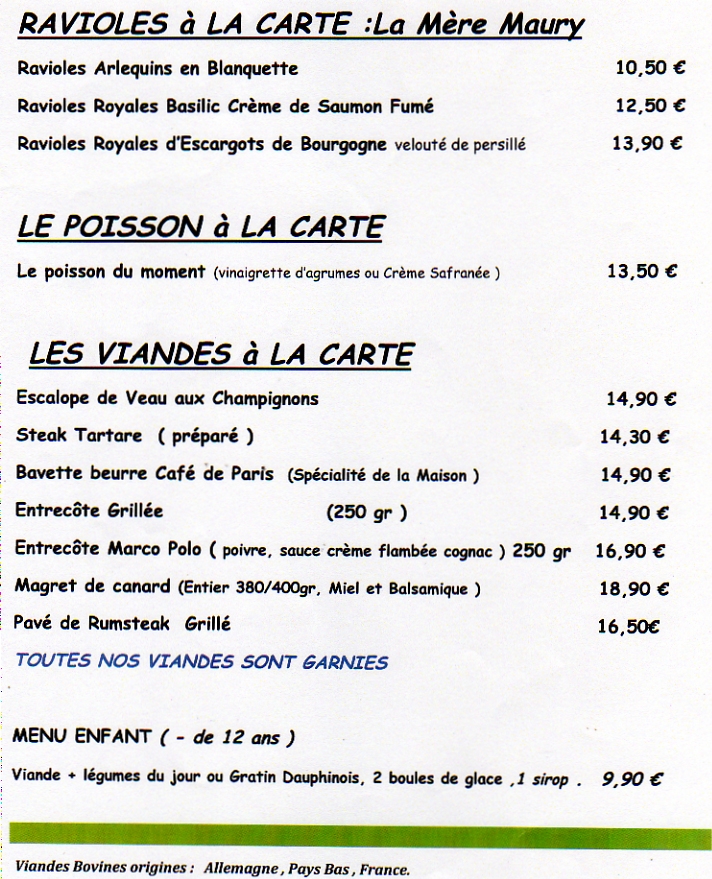 RAVIOLES à LA CARTE :La Mère Maury
Ravioles Arlequins en Blanquette 10,50 €
Ravioles Royales Basilic Crème de Saumon Fumé 12,50 €
Ravioles Royales d'Escargots de Bourgogne velouté de persillé 13,90 €
LE POISSON à LA CARTE
Le poisson du moment (vinaigrette d'agrumes ou Crème Safranée ) 13,50 €
LES VIANDES à LA CARTE
Escalope de Veau aux Champignons 14,90 €
Steak Tartare ( préparé ) 14,30 €
Bavette beurre Café de Paris (Spécialité de la Maison ) 14,90 €
Entrecôte Grillée (250 gr ) 14,90 €
Entrecôte Marco Polo ( poivre, sauce crème flambée cognac ) 250 gr 16,90 €
Magret de canard (Entier 380/400gr, Miel et Balsamique ) 18,90 €
Pavé de Rumsteak Grillé 16,50€
TOUTES NOS VIANDES SONT GARNIES
MENU ENFANT ( - de 12 ans )
Viande + légumes du jour ou Gratin Dauphinois, 2 boules de glace ,1 sirop . 9,90 €
Viandes Bovines origines : Allemagne , Pays Bas , France.